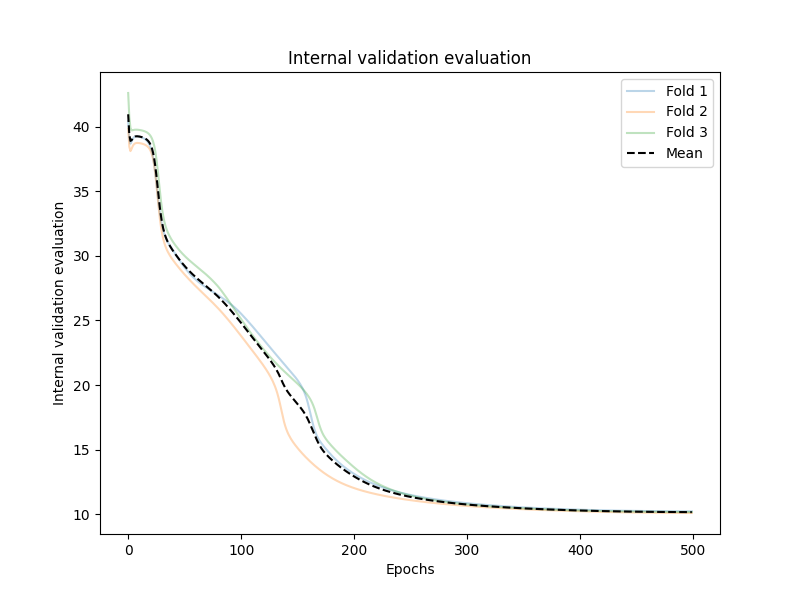 Internal validation evaluation
Fold 1
Fold 2
Fold 3
Mean
Internal validation evaluation
40
35
30
25
20
15
10
0 100 200 300 400 500
Epochs